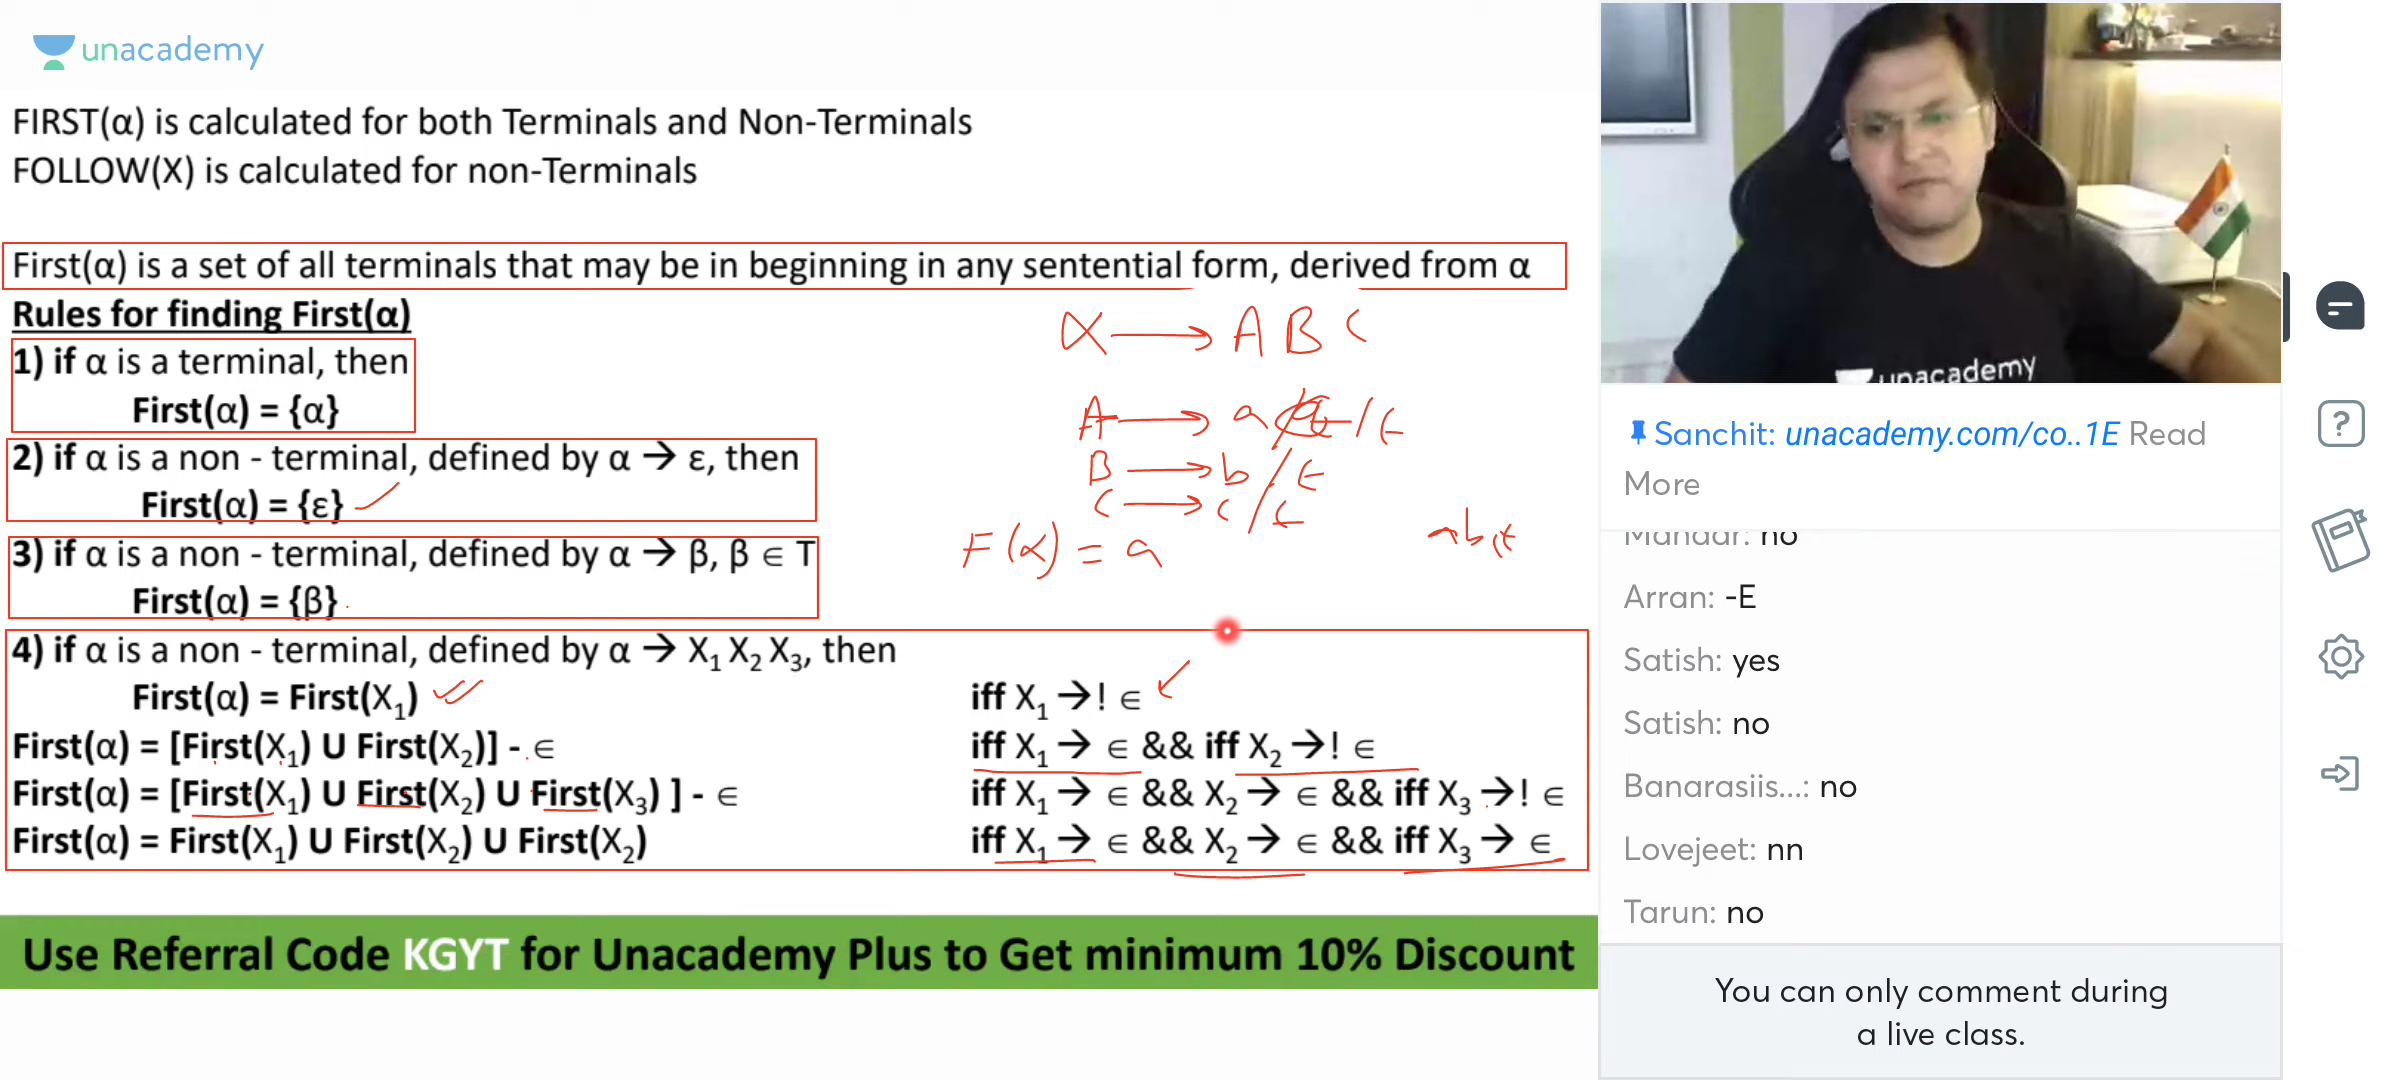 unacademy
FIRST(α) is calculated for both Terminals and Non-Terminals
FOLLOW(X) is calculated for non-Terminals
First(α) is a set of all terminals that may be in beginning in any sentential form, derived from α
Rules for finding First(α)
1) if α is a terminal, then
First(α) = {α}
2) if α is a non - terminal, defined by α → ε, then
First(α) = {ε}
3) if α is a non - terminal, defined by α → β, β ∈ T
First(α) = {β}
4) if α is a non - terminal, defined by α → X₁ X₂ X₃, then
First(α) = First(X₁) iff X₁ →! ∈
First(α) = [First(X₁) U First(X₂)] - ∈ iff X₁ → ∈ && iff X₂ →! ∈
First(α) = [First(X₁) U First(X₂) U First(X₃) ] - ∈ iff X₁ → ∈ && X₂ → ∈ && iff X₃ →! ∈
First(α) = First(X₁) U First(X₂) U First(X₂) iff X₁ → ∈ && X₂ → ∈ && iff X₃ → ∈
α → A B C
A → a /ε
B → b / ε
C → c / ε
F(α) = a
Use Referral Code KGYT for Unacademy Plus to Get minimum 10% Discount
unacademy
Sanchit: unacademy.com/co..1E Read
More
Mandar: no
Arran: -E
Satish: yes
Satish: no
Banarasiis...: no
Lovejeet: nn
Tarun: no
You can only comment during
a live class.